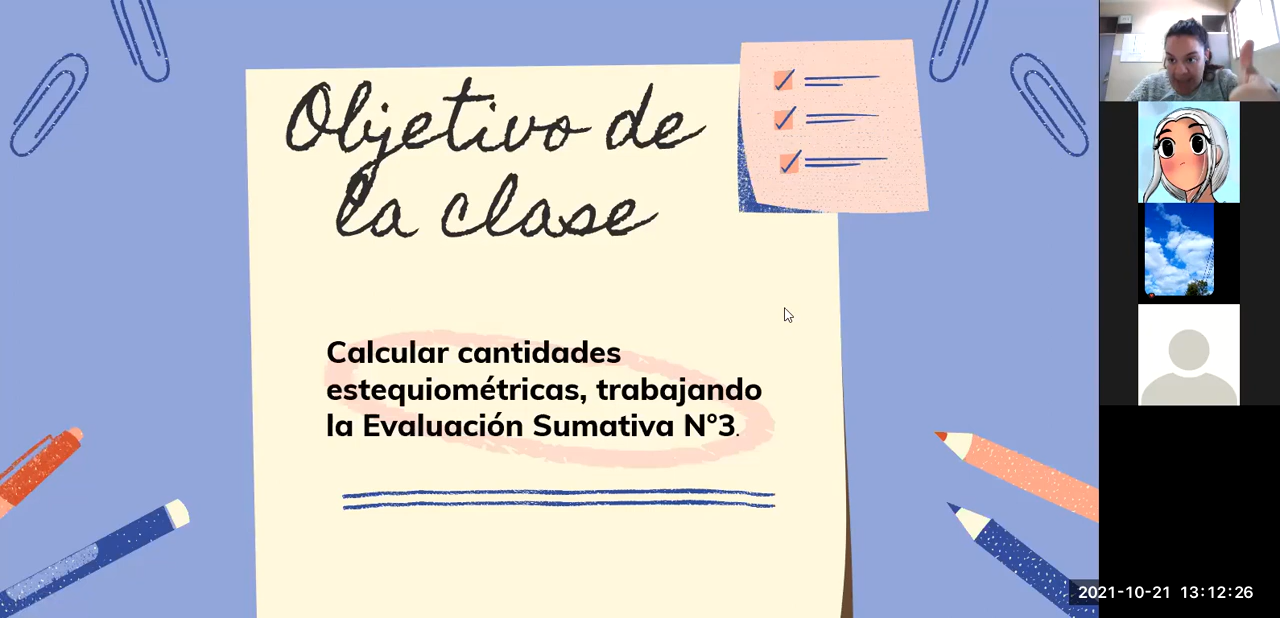 Objetivo de
la clase
Calcular cantidades
estequiométricas, trabajando
la Evaluación Sumativa N°3.
2021-10-21 13:12:26